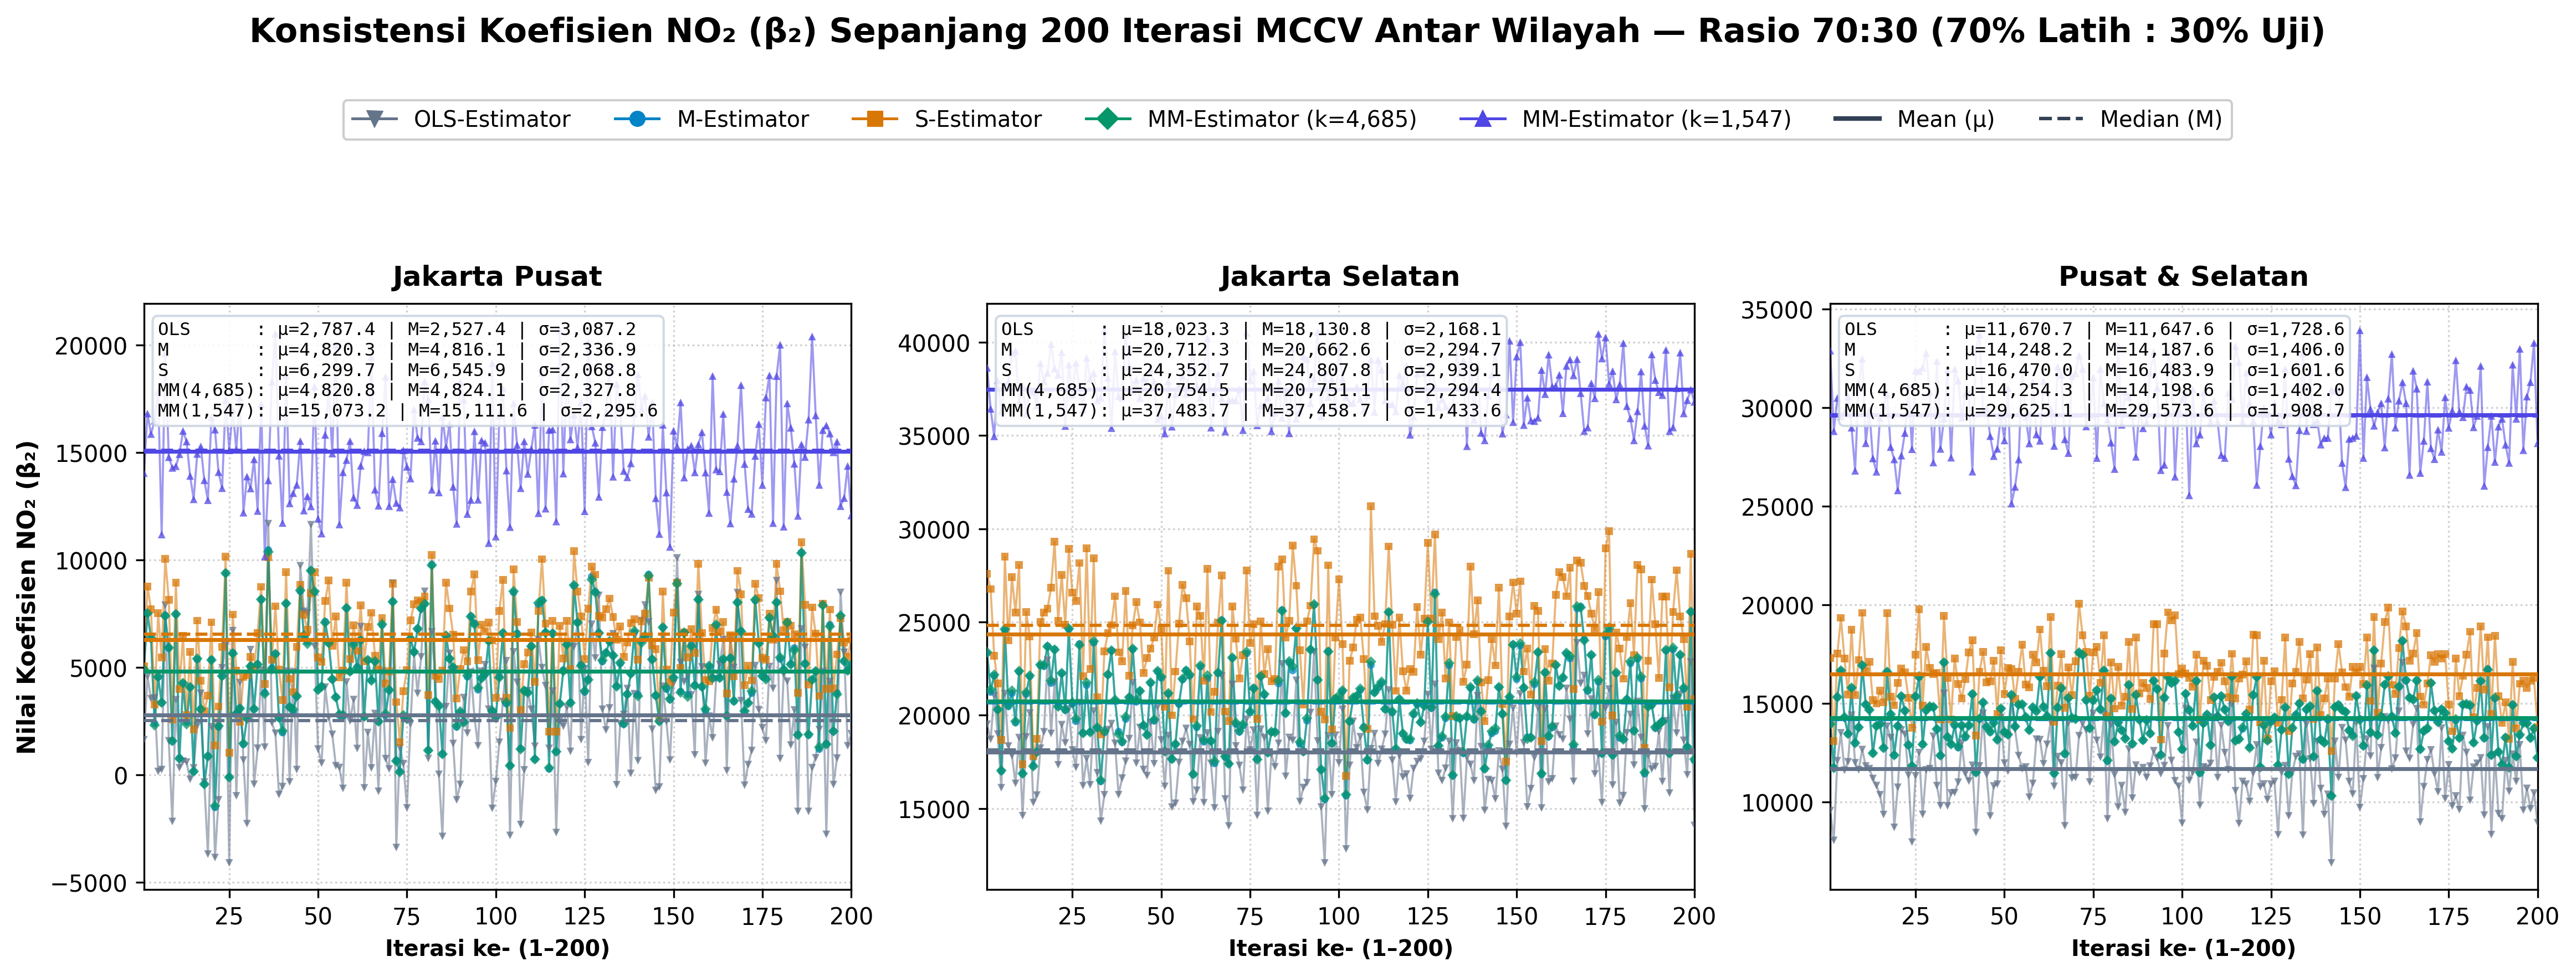 Konsistensi Koefisien NO₂ (β₂) Sepanjang 200 Iterasi MCCV Antar Wilayah — Rasio 70:30 (70% Latih : 30% Uji)
OLS-Estimator M-Estimator S-Estimator MM-Estimator (k=4,685) MM-Estimator (k=1,547) Mean (μ) Median (M)
Jakarta Pusat
OLS : μ=2,787.4 | M=2,527.4 | σ=3,087.2
M : μ=4,820.3 | M=4,816.1 | σ=2,336.9
S : μ=6,299.7 | M=6,545.9 | σ=2,068.8
MM(4,685): μ=4,820.8 | M=4,824.1 | σ=2,327.8
MM(1,547): μ=15,073.2 | M=15,111.6 | σ=2,295.6
20000
15000
10000
5000
0
−5000
Nilai Koefisien NO₂ (β₂)
25 50 75 100 125 150 175 200
Iterasi ke- (1–200)
Jakarta Selatan
OLS : μ=18,023.3 | M=18,130.8 | σ=2,168.1
M : μ=20,712.3 | M=20,662.6 | σ=2,294.7
S : μ=24,352.7 | M=24,807.8 | σ=2,939.1
MM(4,685): μ=20,754.5 | M=20,751.1 | σ=2,294.4
MM(1,547): μ=37,483.7 | M=37,458.7 | σ=1,433.6
40000
35000
30000
25000
20000
15000
25 50 75 100 125 150 175 200
Iterasi ke- (1–200)
Pusat & Selatan
OLS : μ=11,670.7 | M=11,647.6 | σ=1,728.6
M : μ=14,248.2 | M=14,187.6 | σ=1,406.0
S : μ=16,470.0 | M=16,483.9 | σ=1,601.6
MM(4,685): μ=14,254.3 | M=14,198.6 | σ=1,402.0
MM(1,547): μ=29,625.1 | M=29,573.6 | σ=1,908.7
35000
30000
25000
20000
15000
10000
25 50 75 100 125 150 175 200
Iterasi ke- (1–200)